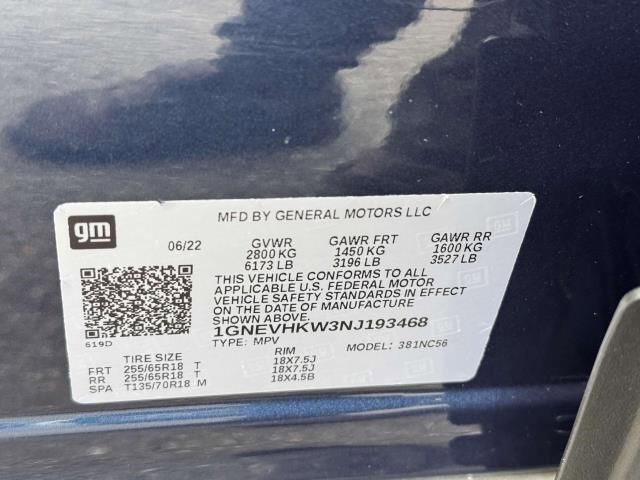 gm
MFD BY GENERAL MOTORS LLC
06/22 GVWR GAWR FRT GAWR RR
2800 KG 1450 KG 1600 KG
6173 LB 3196 LB 3527 LB
THIS VEHICLE CONFORMS TO ALL
APPLICABLE U.S. FEDERAL MOTOR
VEHICLE SAFETY STANDARDS IN EFFECT
ON THE DATE OF MANUFACTURE
SHOWN ABOVE.
1GNEVHKW3NJ193468
619D
TYPE: MPV MODEL: 381NC56
TIRE SIZE RIM
FRT 255/65R18 T 18X7.5J
RR 255/65R18 T 18X7.5J
SPA T135/70R18 M 18X4.5B